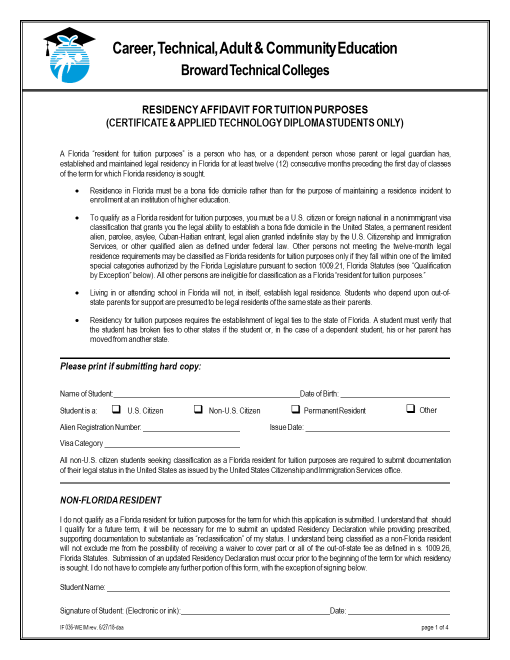 Career, Technical, Adult & Community Education
Broward Technical Colleges
RESIDENCY AFFIDAVIT FOR TUITION PURPOSES
(CERTIFICATE & APPLIED TECHNOLOGY DIPLOMA STUDENTS ONLY)
A Florida “resident for tuition purposes” is a person who has, or a dependent person whose parent or legal guardian has,
established and maintained legal residency in Florida for at least twelve (12) consecutive months preceding the first day of classes
of the term for which Florida residency is sought.
• Residence in Florida must be a bona fide domicile rather than for the purpose of maintaining a residence incident to
enrollment at an institution of higher education.
• To qualify as a Florida resident for tuition purposes, you must be a U.S. citizen or foreign national in a nonimmigrant visa
classification that grants you the legal ability to establish a bona fide domicile in the United States, a permanent resident
alien, parolee, asylee, Cuban-Haitian entrant, legal alien granted indefinite stay by the U.S. Citizenship and Immigration
Services, or other qualified alien as defined under federal law. Other persons not meeting the twelve-month legal
residence requirements may be classified as Florida residents for tuition purposes only if they fall within one of the limited
special categories authorized by the Florida Legislature pursuant to section 1009.21, Florida Statutes (see “Qualification
by Exception” below). All other persons are ineligible for classification as a Florida “resident for tuition purposes.”
• Living in or attending school in Florida will not, in itself, establish legal residence. Students who depend upon out-of-
state parents for support are presumed to be legal residents of the same state as their parents.
• Residency for tuition purposes requires the establishment of legal ties to the state of Florida. A student must verify that
the student has broken ties to other states if the student or, in the case of a dependent student, his or her parent has
moved from another state.
Please print if submitting hard copy:
Name of Student: Date of Birth:
Student is a: ❑ U.S. Citizen ❑ Non-U.S. Citizen ❑ Permanent Resident ❑ Other
Alien Registration Number: Issue Date:
Visa Category
All non-U.S. citizen students seeking classification as a Florida resident for tuition purposes are required to submit documentation
of their legal status in the United States as issued by the United States Citizenship and Immigration Services office.
NON-FLORIDA RESIDENT
I do not qualify as a Florida resident for tuition purposes for the term for which this application is submitted. I understand that should
I qualify for a future term, it will be necessary for me to submit an updated Residency Declaration while providing prescribed,
supporting documentation to substantiate as “reclassification” of my status. I understand being classified as a non-Florida resident
will not exclude me from the possibility of receiving a waiver to cover part or all of the out-of-state fee as defined in s. 1009.26,
Florida Statutes. Submission of an updated Residency Declaration must occur prior to the beginning of the term for which residency
is sought. I do not have to complete any further portion of this form, with the exception of signing below.
Student Name:
Signature of Student: (Electronic or ink): Date:
IF 036-WEIM rev. 6/27/18-daa page 1 of 4